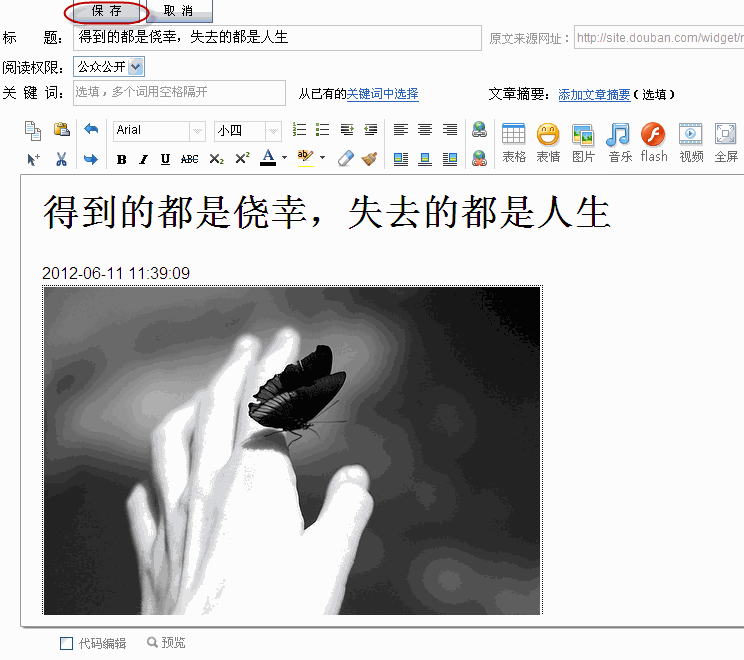 保 存 取 消
标 题: 得到的都是侥幸，失去的都是人生 原文来源网址: http://site.douban.com/widget/
阅读权限: 公众公开
关 键 词: 选填，多个词用空格隔开 从已有的关键词中选择 文章摘要: 添加文章摘要(选填)
Arial 小四
B I U ABC X₂ X² A ab 表格 表情 图片 音乐 flash 视频 全屏
得到的都是侥幸，失去的都是人生
2012-06-11 11:39:09
代码编辑 预览